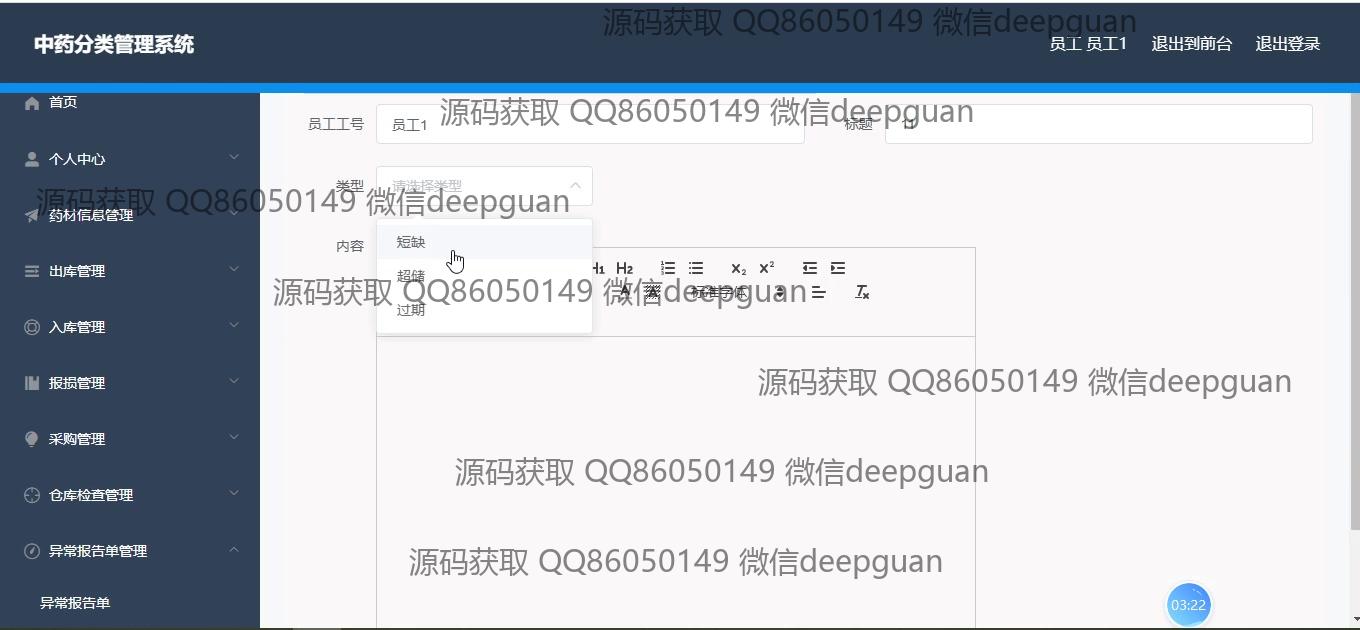 源码获取 QQ86050149 微信deepguan
中药分类管理系统
员工 员工1 退出到前台 退出登录
首页
个人中心
药材信息管理
出库管理
入库管理
报损管理
采购管理
仓库检查管理
异常报告单管理
异常报告单
源码获取 QQ86050149 微信deepguan
员工工号 员工1 标题 11
类型 请选择类型
源码获取 QQ86050149 微信deepguan
内容
短缺
超储
过期
H1 H2 X2 X2
源码获取 QQ86050149 微信deepguan
A A 标准字体 Tx
源码获取 QQ86050149 微信deepguan
源码获取 QQ86050149 微信deepguan
源码获取 QQ86050149 微信deepguan
03:22